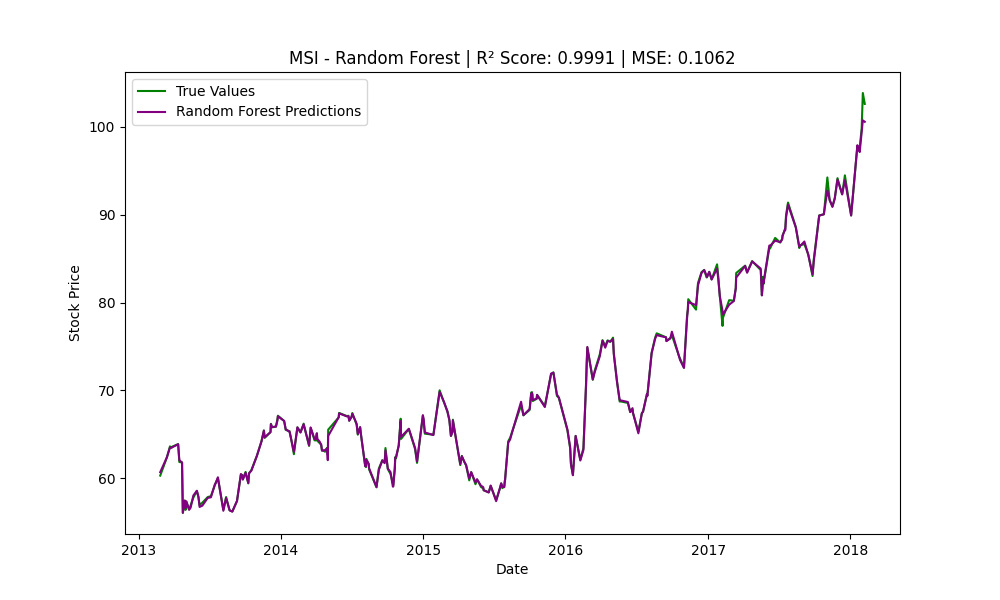 MSI - Random Forest | R² Score: 0.9991 | MSE: 0.1062
True Values
Random Forest Predictions
100
90
80
70
60
Stock Price
2013 2014 2015 2016 2017 2018
Date